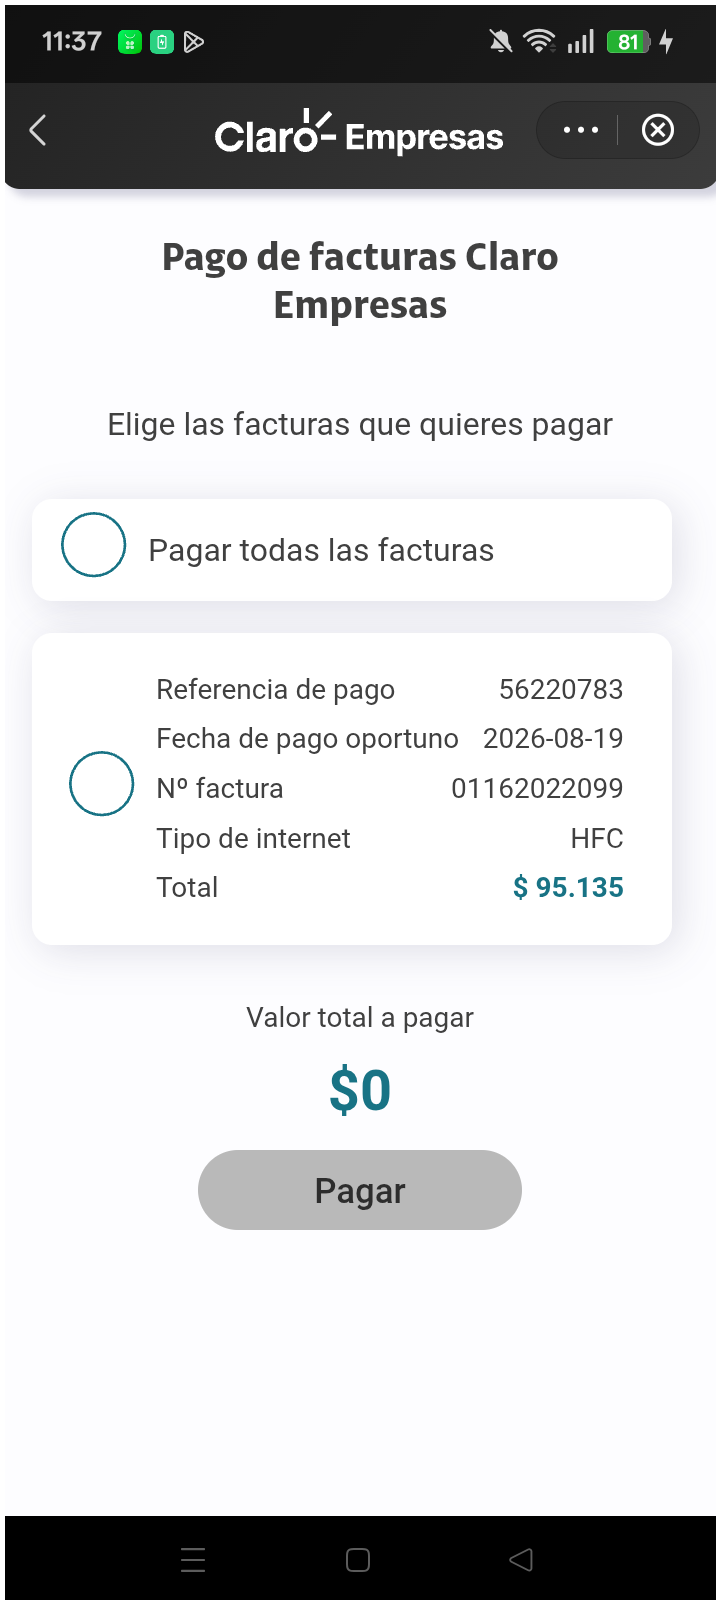 11:37
81
Claro- Empresas
Pago de facturas Claro
Empresas
Elige las facturas que quieres pagar
Pagar todas las facturas
Referencia de pago 56220783
Fecha de pago oportuno 2026-08-19
Nº factura 01162022099
Tipo de internet HFC
Total $ 95.135
Valor total a pagar
$0
Pagar